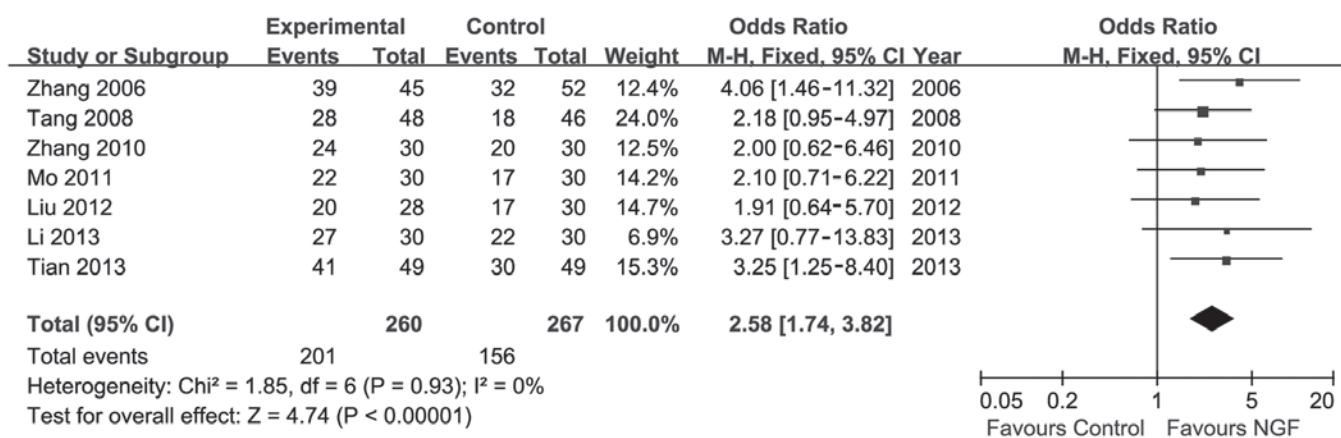 Experimental Control Odds Ratio Odds Ratio
Study or Subgroup Events Total Events Total Weight M-H, Fixed, 95% CI Year M-H, Fixed, 95% CI
Zhang 2006 39 45 32 52 12.4% 4.06 [1.46-11.32] 2006
Tang 2008 28 48 18 46 24.0% 2.18 [0.95-4.97] 2008
Zhang 2010 24 30 20 30 12.5% 2.00 [0.62-6.46] 2010
Mo 2011 22 30 17 30 14.2% 2.10 [0.71-6.22] 2011
Liu 2012 20 28 17 30 14.7% 1.91 [0.64-5.70] 2012
Li 2013 27 30 22 30 6.9% 3.27 [0.77-13.83] 2013
Tian 2013 41 49 30 49 15.3% 3.25 [1.25-8.40] 2013
Total (95% CI) 260 267 100.0% 2.58 [1.74, 3.82]
Total events 201 156
Heterogeneity: Chi² = 1.85, df = 6 (P = 0.93); I² = 0%
Test for overall effect: Z = 4.74 (P < 0.00001)
0.05 0.2 1 5 20
Favours Control Favours NGF